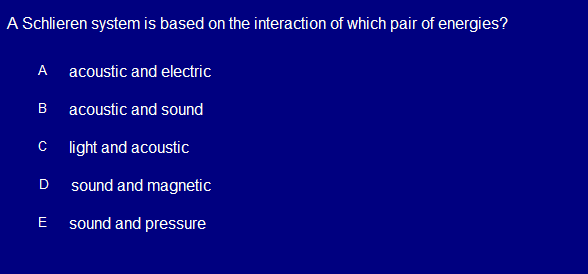 A Schlieren system is based on the interaction of which pair of energies?
A acoustic and electric
B acoustic and sound
C light and acoustic
D sound and magnetic
E sound and pressure